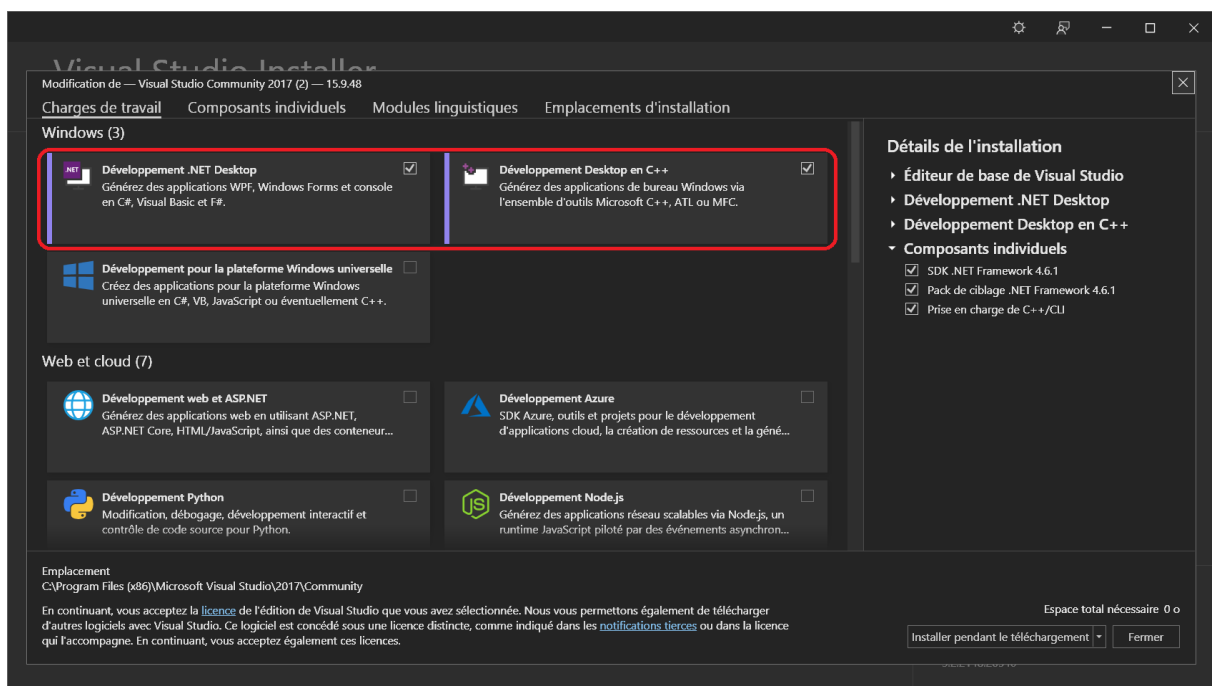 Visual Studio Installer
Modification de — Visual Studio Community 2017 (2) — 15.9.48
Charges de travail Composants individuels Modules linguistiques Emplacements d'installation
Windows (3)
.NET
Développement .NET Desktop
Générez des applications WPF, Windows Forms et console
en C#, Visual Basic et F#.
Développement Desktop en C++
Générez des applications de bureau Windows via
l'ensemble d'outils Microsoft C++, ATL ou MFC.
Développement pour la plateforme Windows universelle
Créez des applications pour la plateforme Windows
universelle en C#, VB, JavaScript ou éventuellement C++.
Web et cloud (7)
Développement web et ASP.NET
Générez des applications web en utilisant ASP.NET,
ASP.NET Core, HTML/JavaScript, ainsi que des conteneur...
Développement Azure
SDK Azure, outils et projets pour le développement
d'applications cloud, la création de ressources et la géné...
Développement Python
Modification, débogage, développement interactif et
contrôle de code source pour Python.
JS
Développement Node.js
Générez des applications réseau scalables via Node.js, un
runtime JavaScript piloté par des événements asynchron...
Détails de l'installation
Éditeur de base de Visual Studio
Développement .NET Desktop
Développement Desktop en C++
Composants individuels
SDK .NET Framework 4.6.1
Pack de ciblage .NET Framework 4.6.1
Prise en charge de C++/CLI
Emplacement
C:\Program Files (x86)\Microsoft Visual Studio\2017\Community
En continuant, vous acceptez la licence de l'édition de Visual Studio que vous avez sélectionnée. Nous vous permettons également de télécharger
d'autres logiciels avec Visual Studio. Ce logiciel est concédé sous une licence distincte, comme indiqué dans les notifications tierces ou dans la licence
qui l'accompagne. En continuant, vous acceptez également ces licences.
Espace total nécessaire 0 o
Installer pendant le téléchargement
Fermer